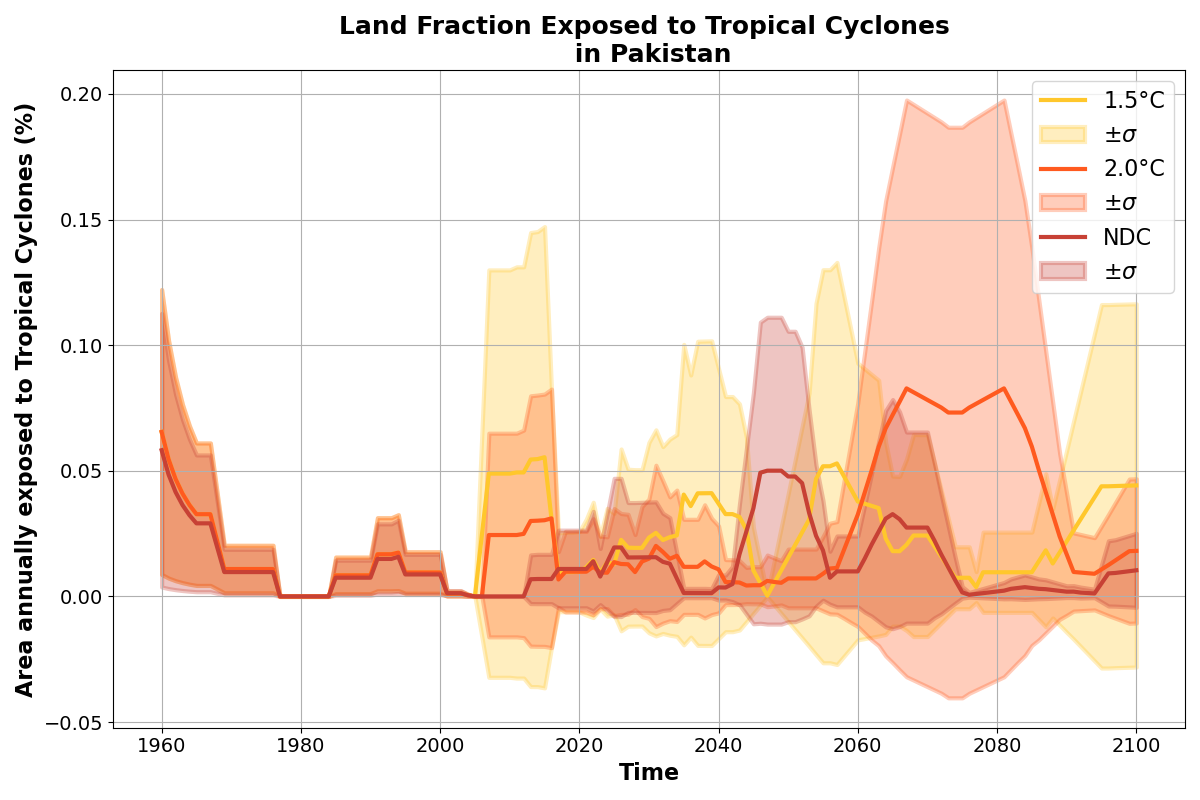 Land Fraction Exposed to Tropical Cyclones
in Pakistan
Area annually exposed to Tropical Cyclones (%)
0.20
0.15
0.10
0.05
0.00
−0.05
1960
1980
2000
2020
2040
2060
2080
2100
Time
1.5°C
±σ
2.0°C
±σ
NDC
±σ